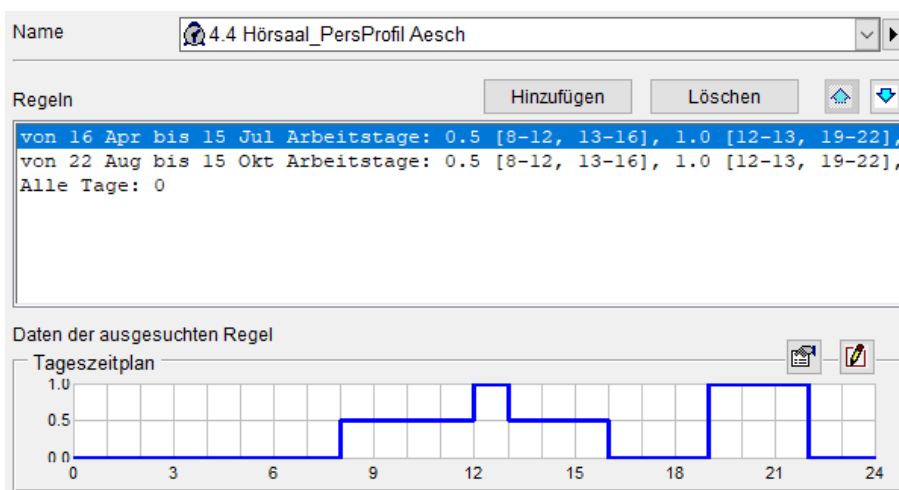 Name 4.4 Hörsaal_PersProfil Aesch
Regeln Hinzufügen Löschen
von 16 Apr bis 15 Jul Arbeitstage: 0.5 [8-12, 13-16], 1.0 [12-13, 19-22],
von 22 Aug bis 15 Okt Arbeitstage: 0.5 [8-12, 13-16], 1.0 [12-13, 19-22],
Alle Tage: 0
Daten der ausgesuchten Regel
Tageszeitplan
1.0
0.5
0.0
0 3 6 9 12 15 18 21 24